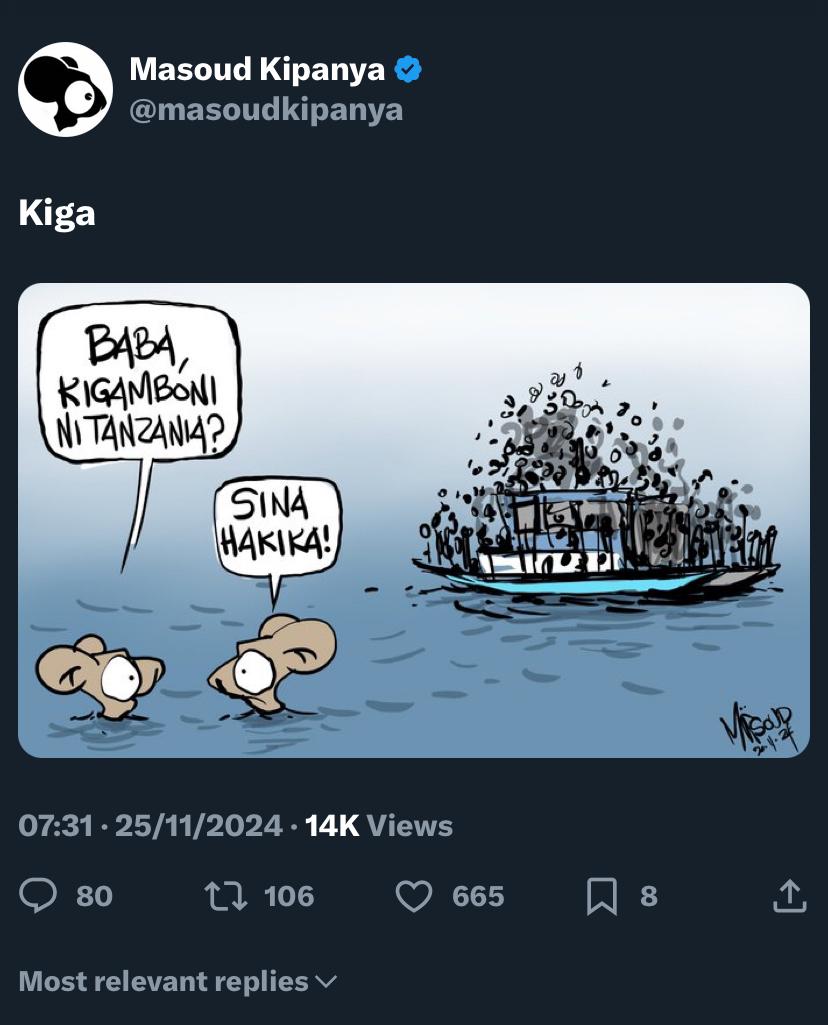 Masoud Kipanya
@masoudkipanya
Kiga
BABA,
KIGAMBONI
NI TANZANIA?
SINA
HAKIKA!
MASOUD
07:31 · 25/11/2024 · 14K Views
80 106 665 8
Most relevant replies